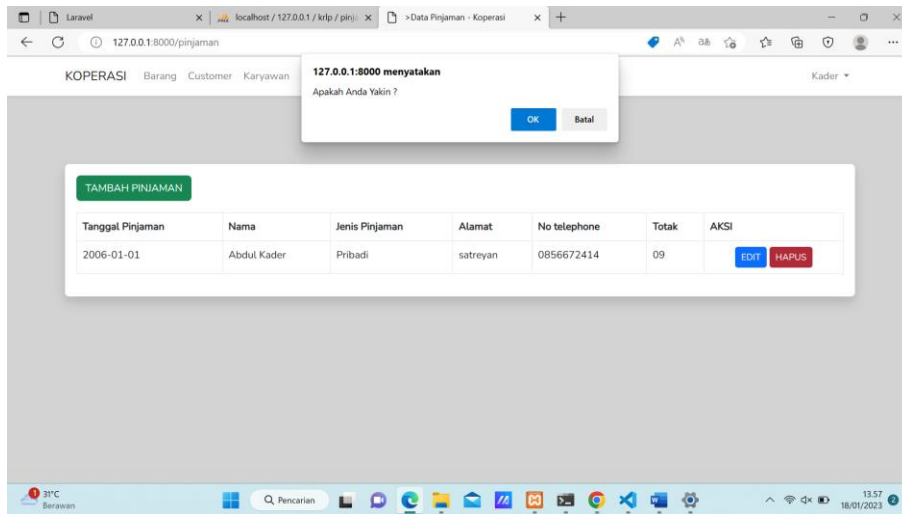 Laravel
localhost / 127.0.0.1 / krlp / pinj
>Data Pinjaman - Koperasi
127.0.0.1:8000/pinjaman
KOPERASI Barang Customer Karyawan
Kader
127.0.0.1:8000 menyatakan
Apakah Anda Yakin ?
OK Batal
TAMBAH PINJAMAN
Tanggal Pinjaman Nama Jenis Pinjaman Alamat No telephone Totak AKSI
2006-01-01 Abdul Kader Pribadi satreyan 0856672414 09 EDIT HAPUS
1 31°C
Berawan
Pencarian
13.57
18/01/2023
2